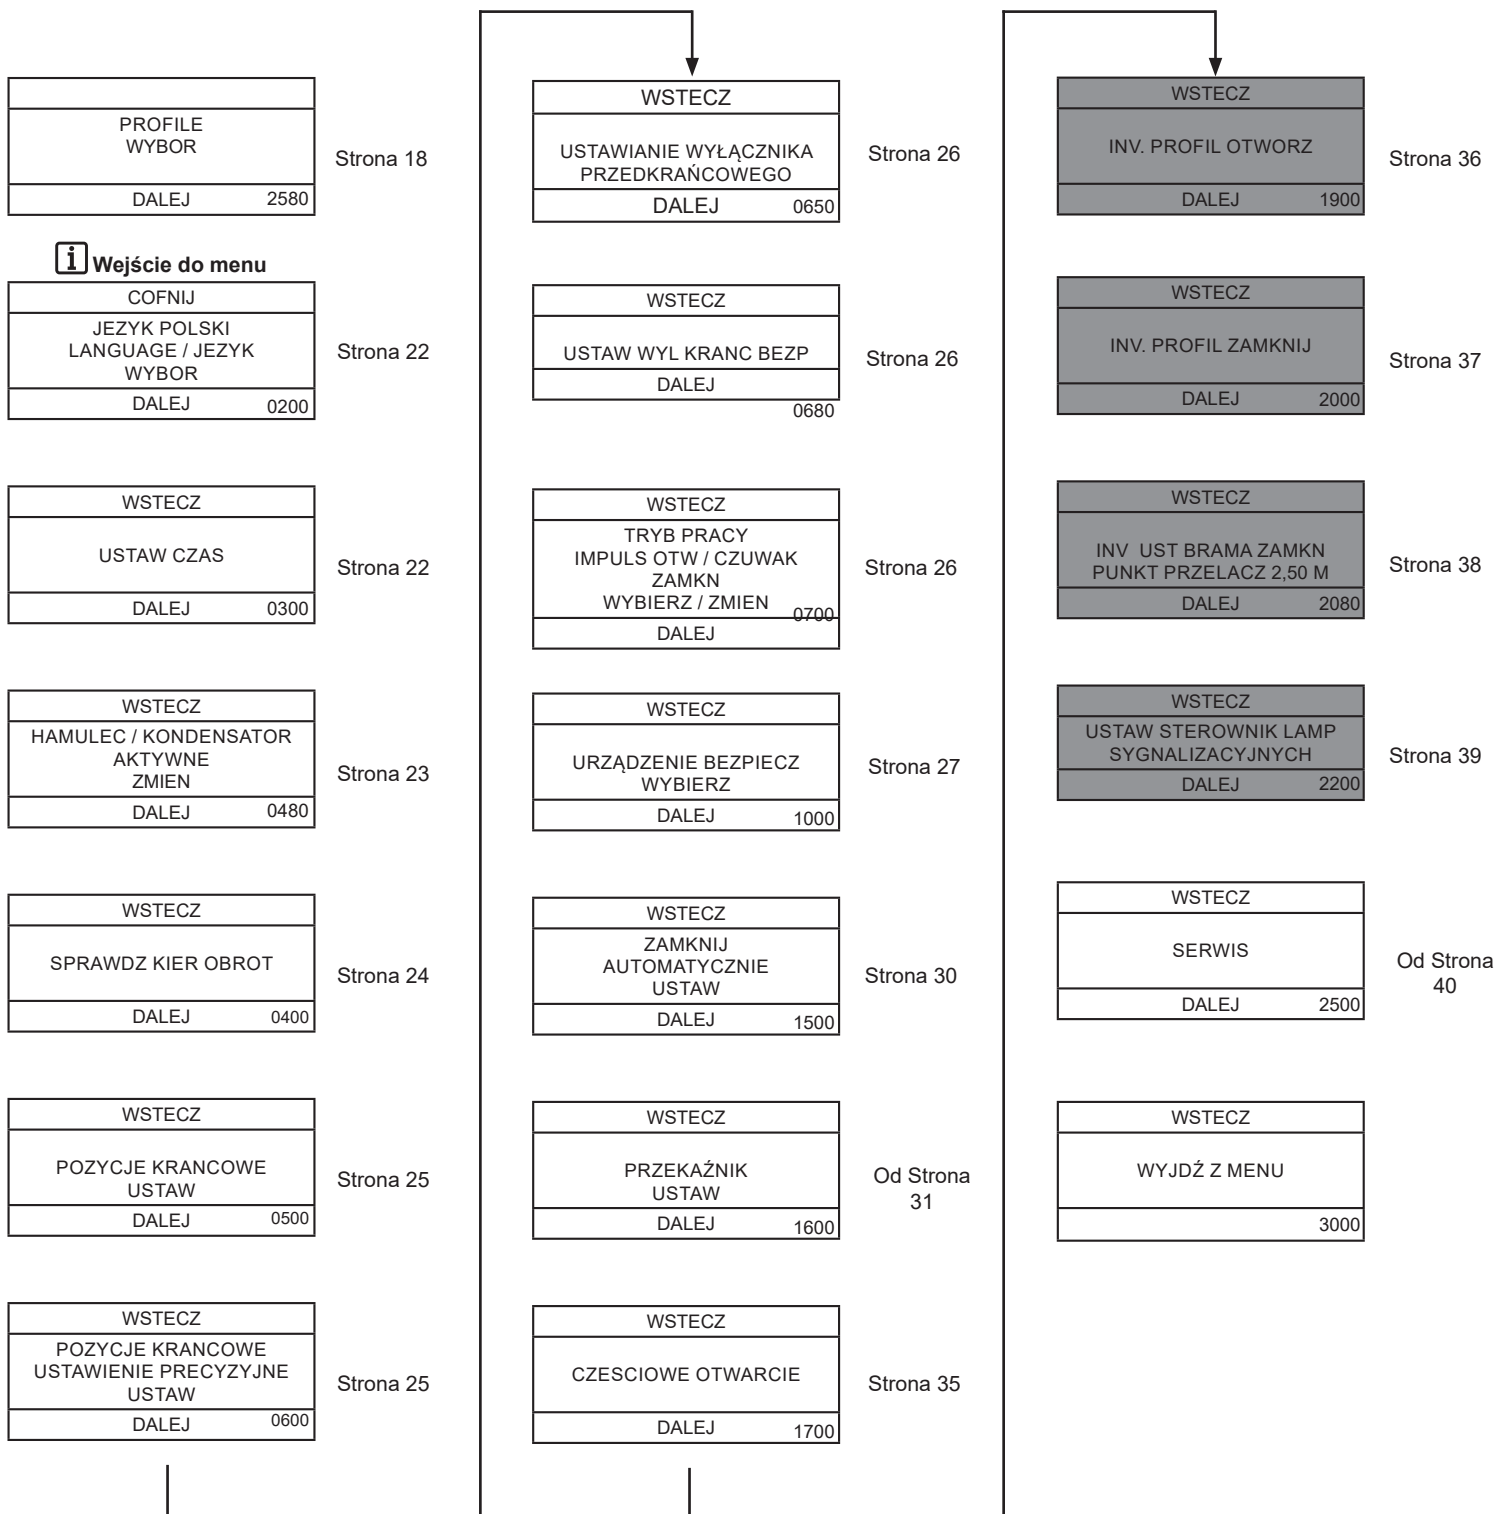 PROFILE
WYBOR
DALEJ 2580
Strona 18
i Wejście do menu
COFNIJ
JEZYK POLSKI
LANGUAGE / JEZYK
WYBOR
DALEJ 0200
Strona 22
WSTECZ
USTAW CZAS
DALEJ 0300
Strona 22
WSTECZ
HAMULEC / KONDENSATOR
AKTYWNE
ZMIEN
DALEJ 0480
Strona 23
WSTECZ
SPRAWDZ KIER OBROT
DALEJ 0400
Strona 24
WSTECZ
POZYCJE KRANCOWE
USTAW
DALEJ 0500
Strona 25
WSTECZ
POZYCJE KRANCOWE
USTAWIENIE PRECYZYJNE
USTAW
DALEJ 0600
Strona 25
WSTECZ
USTAWIANIE WYŁĄCZNIKA
PRZEDKRAŃCOWEGO
DALEJ 0650
Strona 26
WSTECZ
USTAW WYL KRANC BEZP
DALEJ
0680
Strona 26
WSTECZ
TRYB PRACY
IMPULS OTW / CZUWAK
ZAMKN
WYBIERZ / ZMIEN
0700
DALEJ
Strona 26
WSTECZ
URZĄDZENIE BEZPIECZ
WYBIERZ
DALEJ 1000
Strona 27
WSTECZ
ZAMKNIJ
AUTOMATYCZNIE
USTAW
DALEJ 1500
Strona 30
WSTECZ
PRZEKAŹNIK
USTAW
DALEJ 1600
Od Strona
31
WSTECZ
CZESCIOWE OTWARCIE
DALEJ 1700
Strona 35
WSTECZ
INV. PROFIL OTWORZ
DALEJ 1900
Strona 36
WSTECZ
INV. PROFIL ZAMKNIJ
DALEJ 2000
Strona 37
WSTECZ
INV UST BRAMA ZAMKN
PUNKT PRZELACZ 2,50 M
DALEJ 2080
Strona 38
WSTECZ
USTAW STEROWNIK LAMP
SYGNALIZACYJNYCH
DALEJ 2200
Strona 39
WSTECZ
SERWIS
DALEJ 2500
Od Strona
40
WSTECZ
WYJDŹ Z MENU
3000